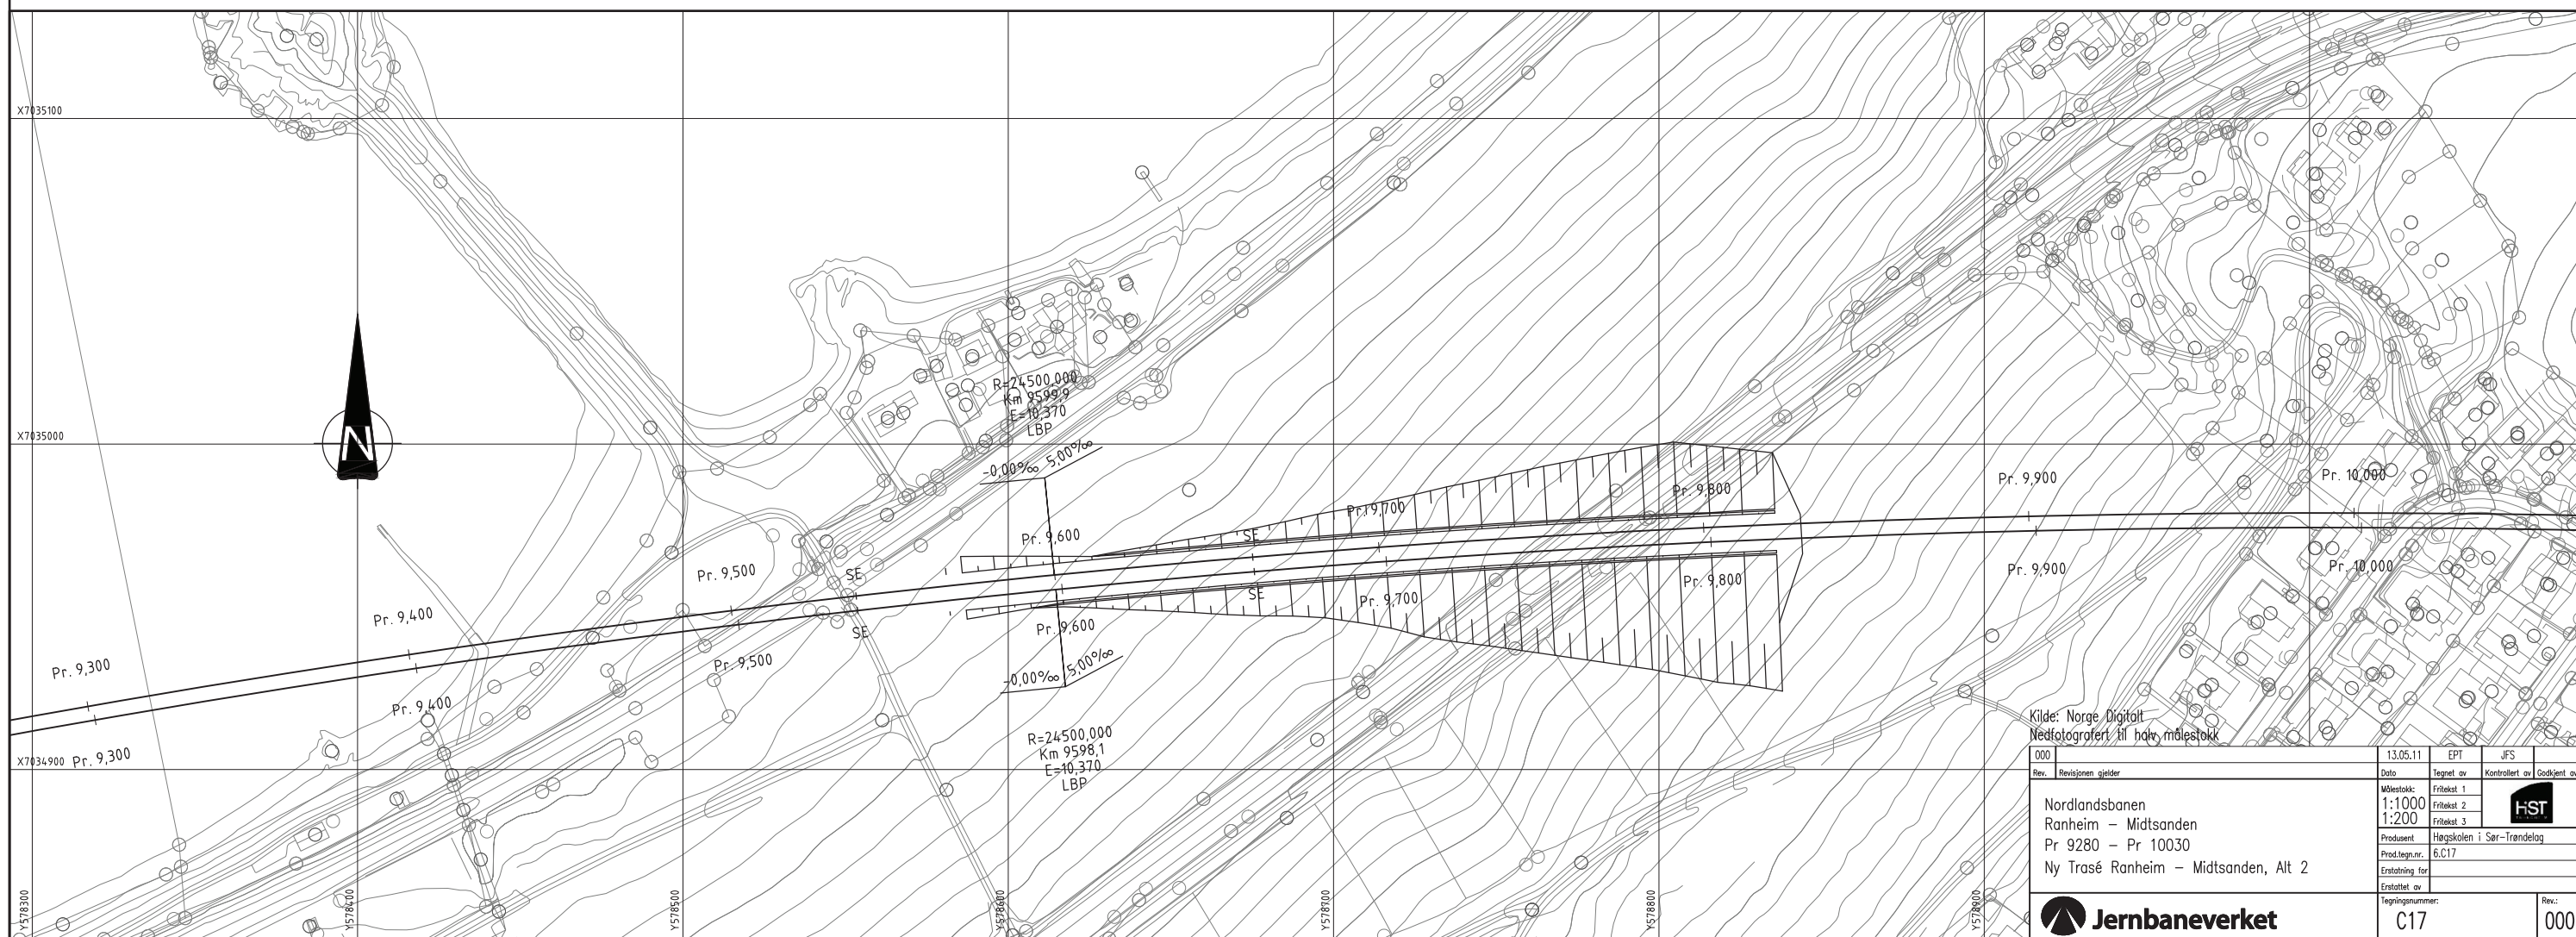 X7035100
X7035000
X7034900
N
R=24500,000
Km 9599,9
E=10,370
LBP
-0,00‰ 5,00‰
Pr. 9,300
Pr. 9,400
Pr. 9,500
SE
Pr. 9,600
SE
Pr. 9,700
Pr. 9,800
Pr. 9,900
Pr. 10,000
Pr. 9,300
Pr. 9,400
Pr. 9,500
SE
Pr. 9,600
SE
Pr. 9,700
Pr. 9,800
Pr. 9,900
Pr. 10,000
-0,00‰ 5,00‰
R=24500,000
Km 9598,1
E=10,370
LBP
Y578300
Y578400
Y578500
Y578600
Y578700
Y578800
Y578900
Kilde: Norge Digitalt
Nedfotografert til halv målestokk
000 13.05.11 EPT JFS
Rev. Revisjonen gjelder Dato Tegnet av Kontrollert av Godkjent av
Nordlandsbanen
Ranheim – Midtsanden
Pr 9280 – Pr 10030
Ny Trasé Ranheim – Midtsanden, Alt 2
Målestokk:
1:1000
1:200
Fritekst 1
Fritekst 2
Fritekst 3
HiST
Produsent Høgskolen i Sør-Trøndelag
Prod.tegn.nr. 6.C17
Erstatning for
Erstattet av
Jernbaneverket
Tegningsnummer:
C17
Rev.:
000